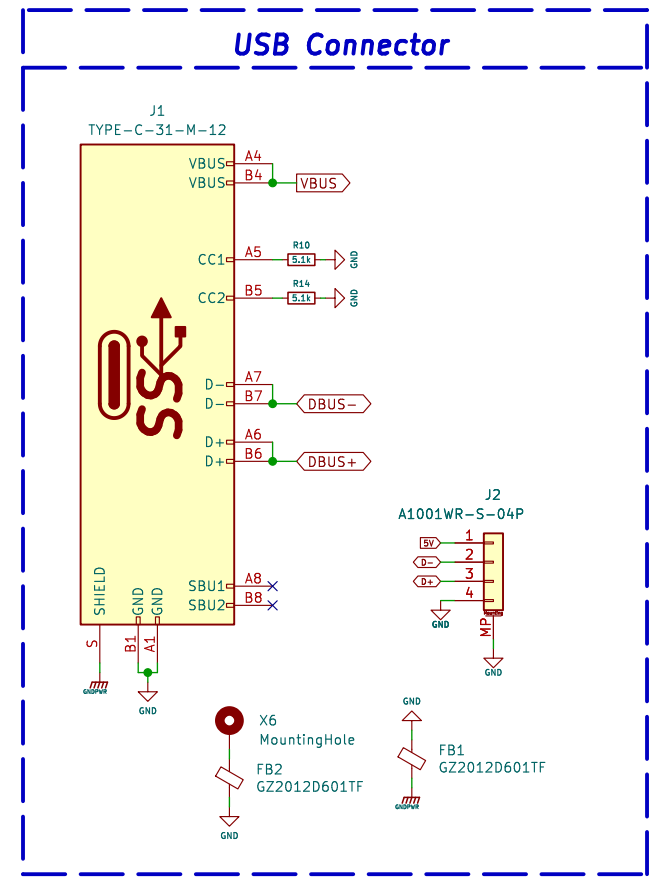 USB Connector
J1
TYPE-C-31-M-12
VBUS A4
VBUS B4 VBUS
CC1 A5 R10 5.1k GND
CC2 B5 R14 5.1k GND
SS
D- A7
D- B7 DBUS-
D+ A6
D+ B6 DBUS+
SBU1 A8
SBU2 B8
SHIELD GND GND
S B1 A1
GNDPWR
GND
J2
A1001WR-S-04P
5V 1
D- 2
D+ 3
4
GND
MP
GND
X6
MountingHole
FB2
GZ2012D601TF
GND
GND
FB1
GZ2012D601TF
GNDPWR